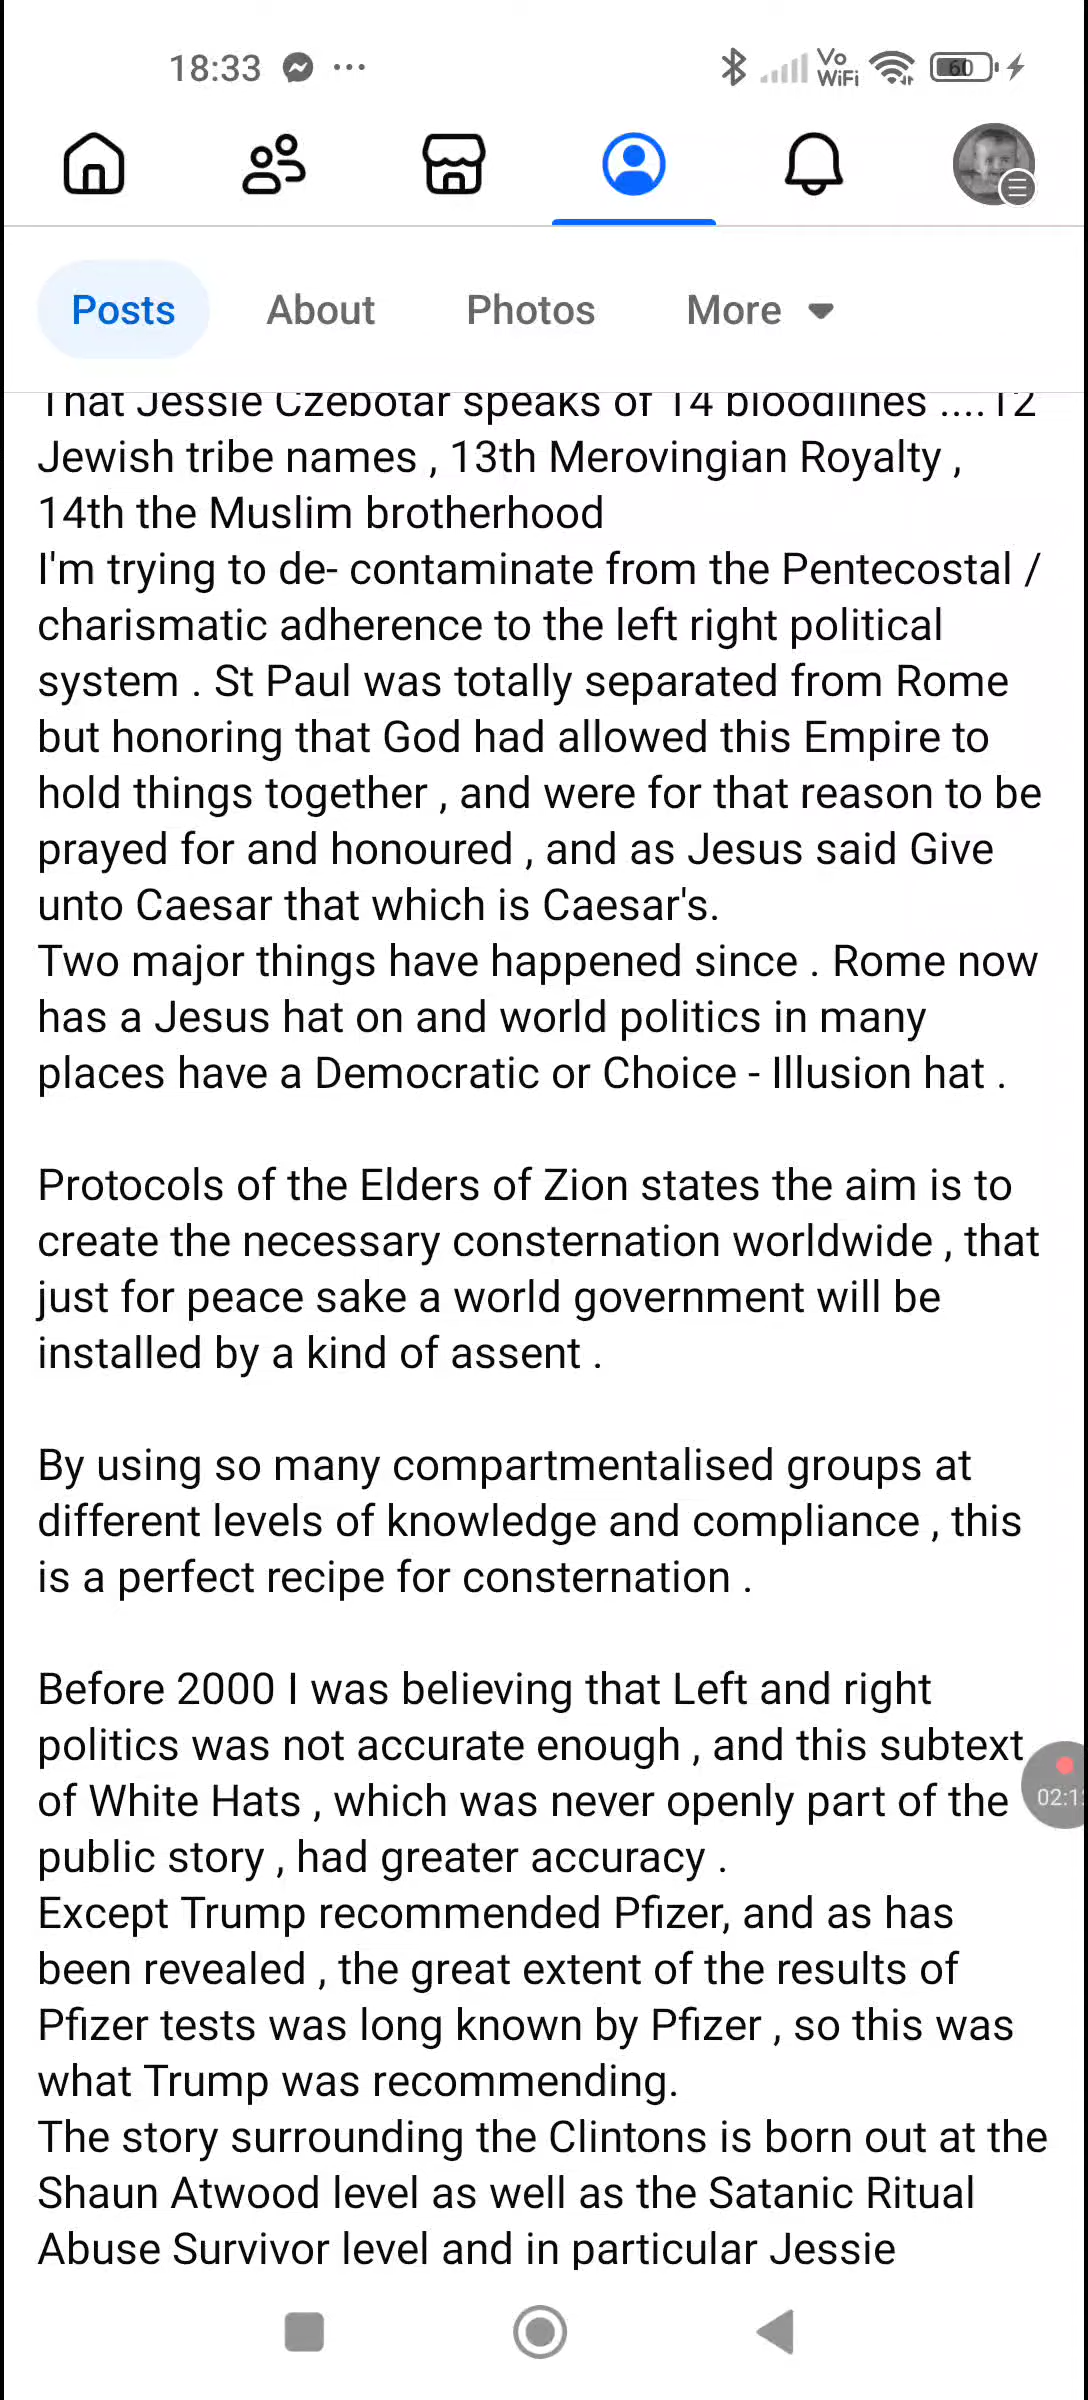 18:33
Vo
WiFi
60
Posts
About
Photos
More
That Jessie Czebotar speaks of 14 bloodlines ....12
Jewish tribe names , 13th Merovingian Royalty ,
14th the Muslim brotherhood
I'm trying to de- contaminate from the Pentecostal /
charismatic adherence to the left right political
system . St Paul was totally separated from Rome
but honoring that God had allowed this Empire to
hold things together , and were for that reason to be
prayed for and honoured , and as Jesus said Give
unto Caesar that which is Caesar's.
Two major things have happened since . Rome now
has a Jesus hat on and world politics in many
places have a Democratic or Choice - Illusion hat .
Protocols of the Elders of Zion states the aim is to
create the necessary consternation worldwide , that
just for peace sake a world government will be
installed by a kind of assent .
By using so many compartmentalised groups at
different levels of knowledge and compliance , this
is a perfect recipe for consternation .
Before 2000 I was believing that Left and right
politics was not accurate enough , and this subtext
of White Hats , which was never openly part of the
public story , had greater accuracy .
Except Trump recommended Pfizer, and as has
been revealed , the great extent of the results of
Pfizer tests was long known by Pfizer , so this was
what Trump was recommending.
The story surrounding the Clintons is born out at the
Shaun Atwood level as well as the Satanic Ritual
Abuse Survivor level and in particular Jessie